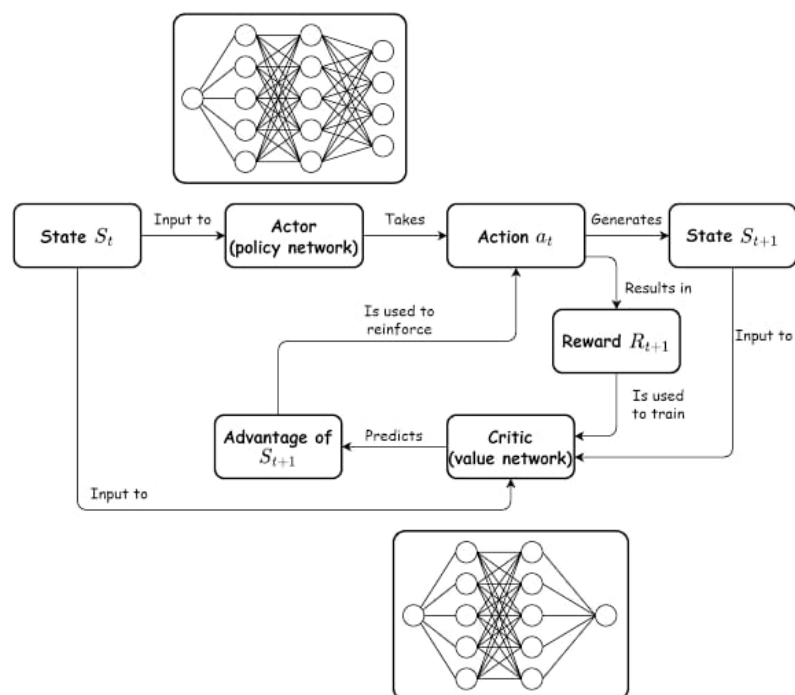 State $S_t$
Input to
Actor
(policy network)
Takes
Action $a_t$
Generates
State $S_{t+1}$
Results in
Is used to
reinforce
Reward $R_{t+1}$
Input to
Is used
to train
Advantage of
$S_{t+1}$
Predicts
Critic
(value network)
Input to